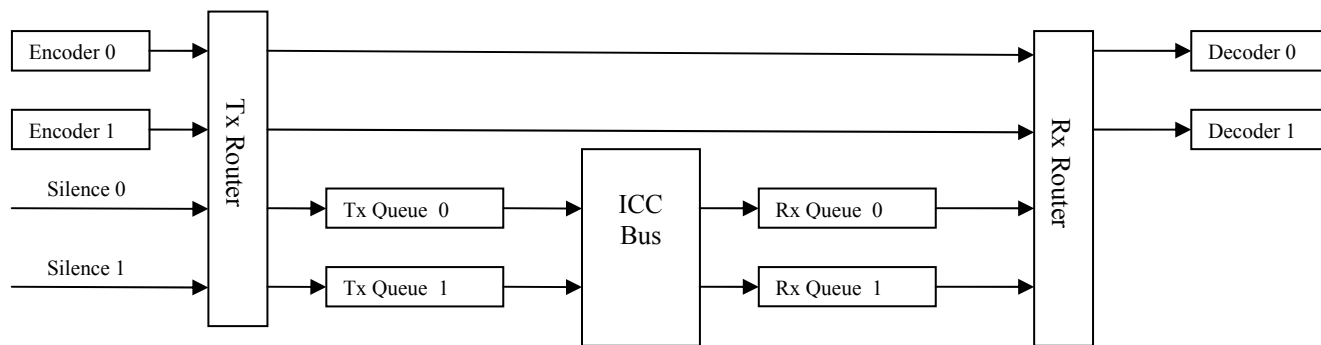 Encoder 0
Decoder 0
Encoder 1
Decoder 1
Tx Router
Rx Router
Silence 0
Tx Queue 0
ICC
Bus
Rx Queue 0
Silence 1
Tx Queue 1
Rx Queue 1